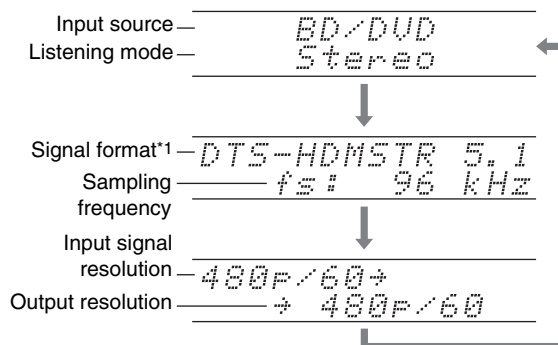 Input source
BD/DVD
Listening mode
Stereo
Signal format*1
DTS-HDMSTR 5.1
Sampling
frequency
fs: 96 kHz
Input signal
resolution
480p/60→
Output resolution
→ 480p/60